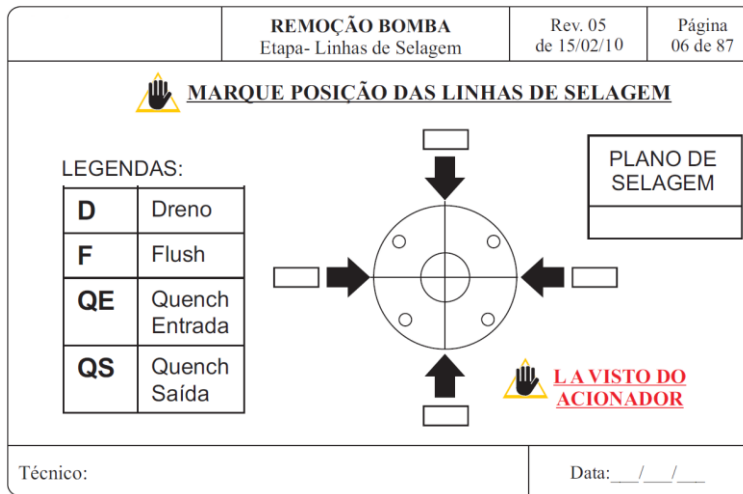 REMOÇÃO BOMBA
Etapa- Linhas de Selagem
Rev. 05
de 15/02/10
Página
06 de 87
MARQUE POSIÇÃO DAS LINHAS DE SELAGEM
LEGENDAS:
D Dreno
F Flush
QE Quench
Entrada
QS Quench
Saída
PLANO DE
SELAGEM
L A VISTO DO
ACIONADOR
Técnico:
Data:___/___/___